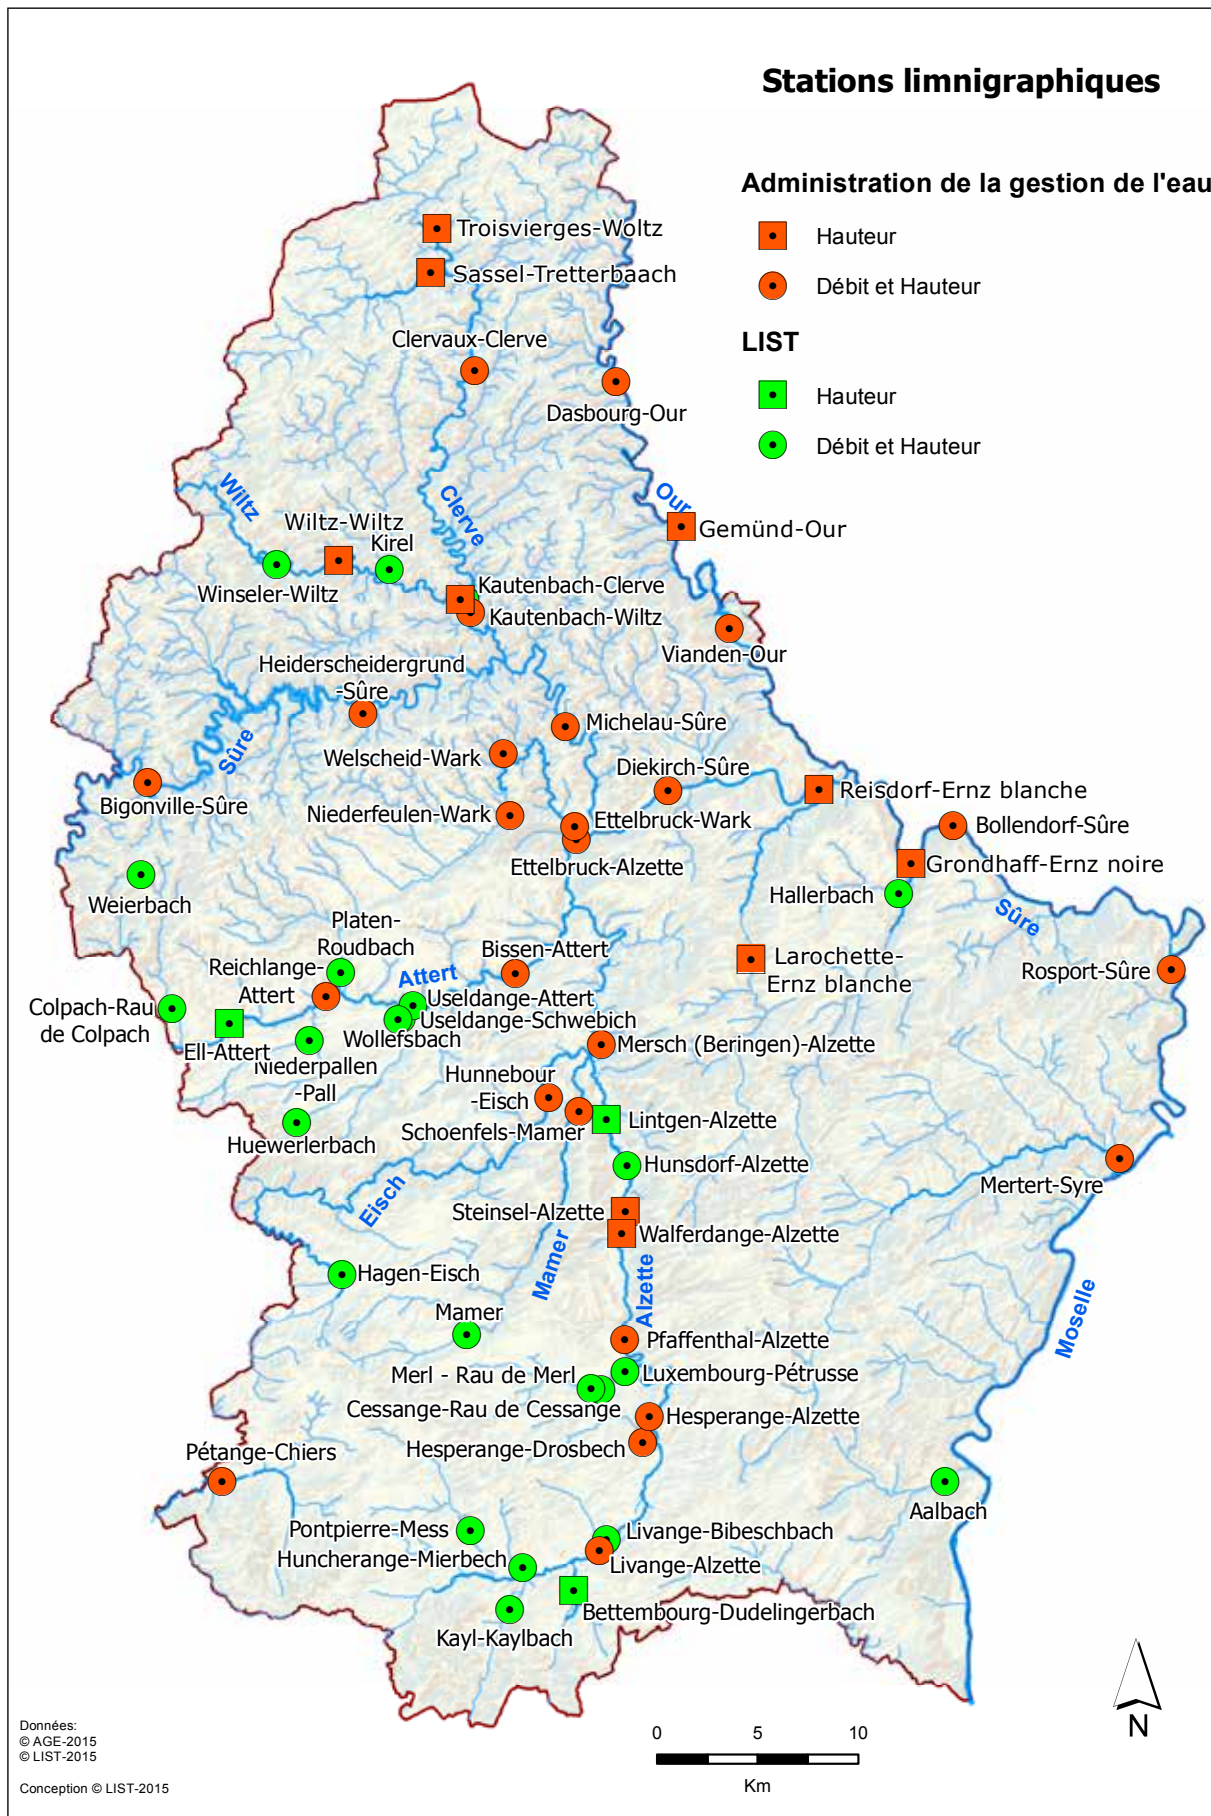 Stations limnigraphiques
Administration de la gestion de l'eau
Hauteur
Débit et Hauteur
LIST
Hauteur
Débit et Hauteur
Troisvierges-Woltz
Sassel-Tretterbaach
Clervaux-Clerve
Dasbourg-Our
Wiltz
Clerve
Our
Wiltz-Wiltz
Kirel
Gemünd-Our
Winseler-Wiltz
Kautenbach-Clerve
Kautenbach-Wiltz
Vianden-Our
Heiderscheidergrund
-Sûre
Michelau-Sûre
Sûre
Welscheid-Wark
Diekirch-Sûre
Bigonville-Sûre
Reisdorf-Ernz blanche
Niederfeulen-Wark
Ettelbruck-Wark
Bollendorf-Sûre
Ettelbruck-Alzette
Grondhaff-Ernz noire
Weierbach
Hallerbach
Sûre
Platen-
Roudbach
Bissen-Attert
Reichlange-
Attert
Attert
Larochette-
Ernz blanche
Rosport-Sûre
Colpach-Rau
de Colpach
Useldange-Attert
Useldange-Schwebich
Wollefsbach
Ell-Attert
Mersch (Beringen)-Alzette
Niederpallen
-Pall
Hunnebour
-Eisch
Schoenfels-Mamer
Lintgen-Alzette
Huewerlerbach
Hunsdorf-Alzette
Mertert-Syre
Eisch
Steinsel-Alzette
Walferdange-Alzette
Mamer
Alzette
Hagen-Eisch
Moselle
Mamer
Pfaffenthal-Alzette
Merl - Rau de Merl
Luxembourg-Pétrusse
Cessange-Rau de Cessange
Hesperange-Alzette
Hesperange-Drosbech
Pétange-Chiers
Aalbach
Pontpierre-Mess
Livange-Bibeschbach
Huncherange-Mierbech
Livange-Alzette
Bettembourg-Dudelingerbach
Kayl-Kaylbach
N
Données:
© AGE-2015
© LIST-2015
Conception © LIST-2015
0 5 10
Km